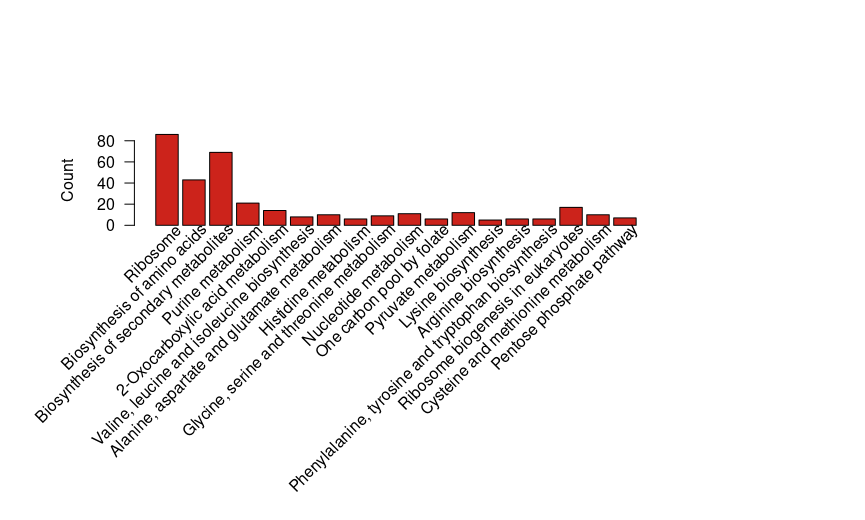 Count
80
60
40
20
0
Ribosome
Biosynthesis of amino acids
Biosynthesis of secondary metabolites
Purine metabolism
2-Oxocarboxylic acid metabolism
Valine, leucine and isoleucine biosynthesis
Alanine, aspartate and glutamate metabolism
Histidine metabolism
Glycine, serine and threonine metabolism
Nucleotide metabolism
One carbon pool by folate
Pyruvate metabolism
Lysine biosynthesis
Arginine biosynthesis
Phenylalanine, tyrosine and tryptophan biosynthesis
Ribosome biogenesis in eukaryotes
Cysteine and methionine metabolism
Pentose phosphate pathway